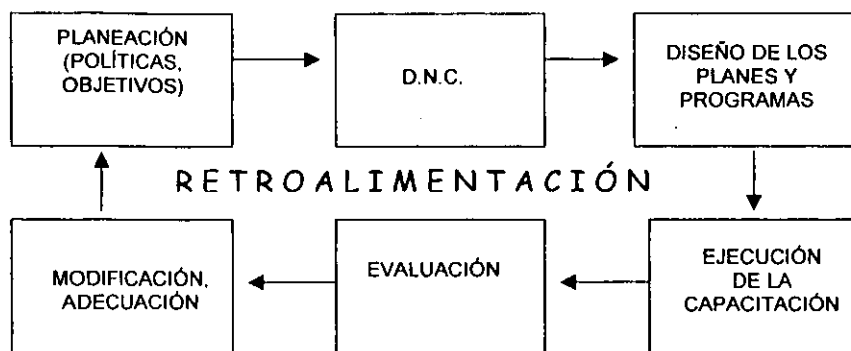 PLANEACIÓN
(POLÍTICAS,
OBJETIVOS)
D.N.C.
DISEÑO DE LOS
PLANES Y
PROGRAMAS
RETROALIMENTACIÓN
MODIFICACIÓN,
ADECUACIÓN
EVALUACIÓN
EJECUCIÓN
DE LA
CAPACITACIÓN